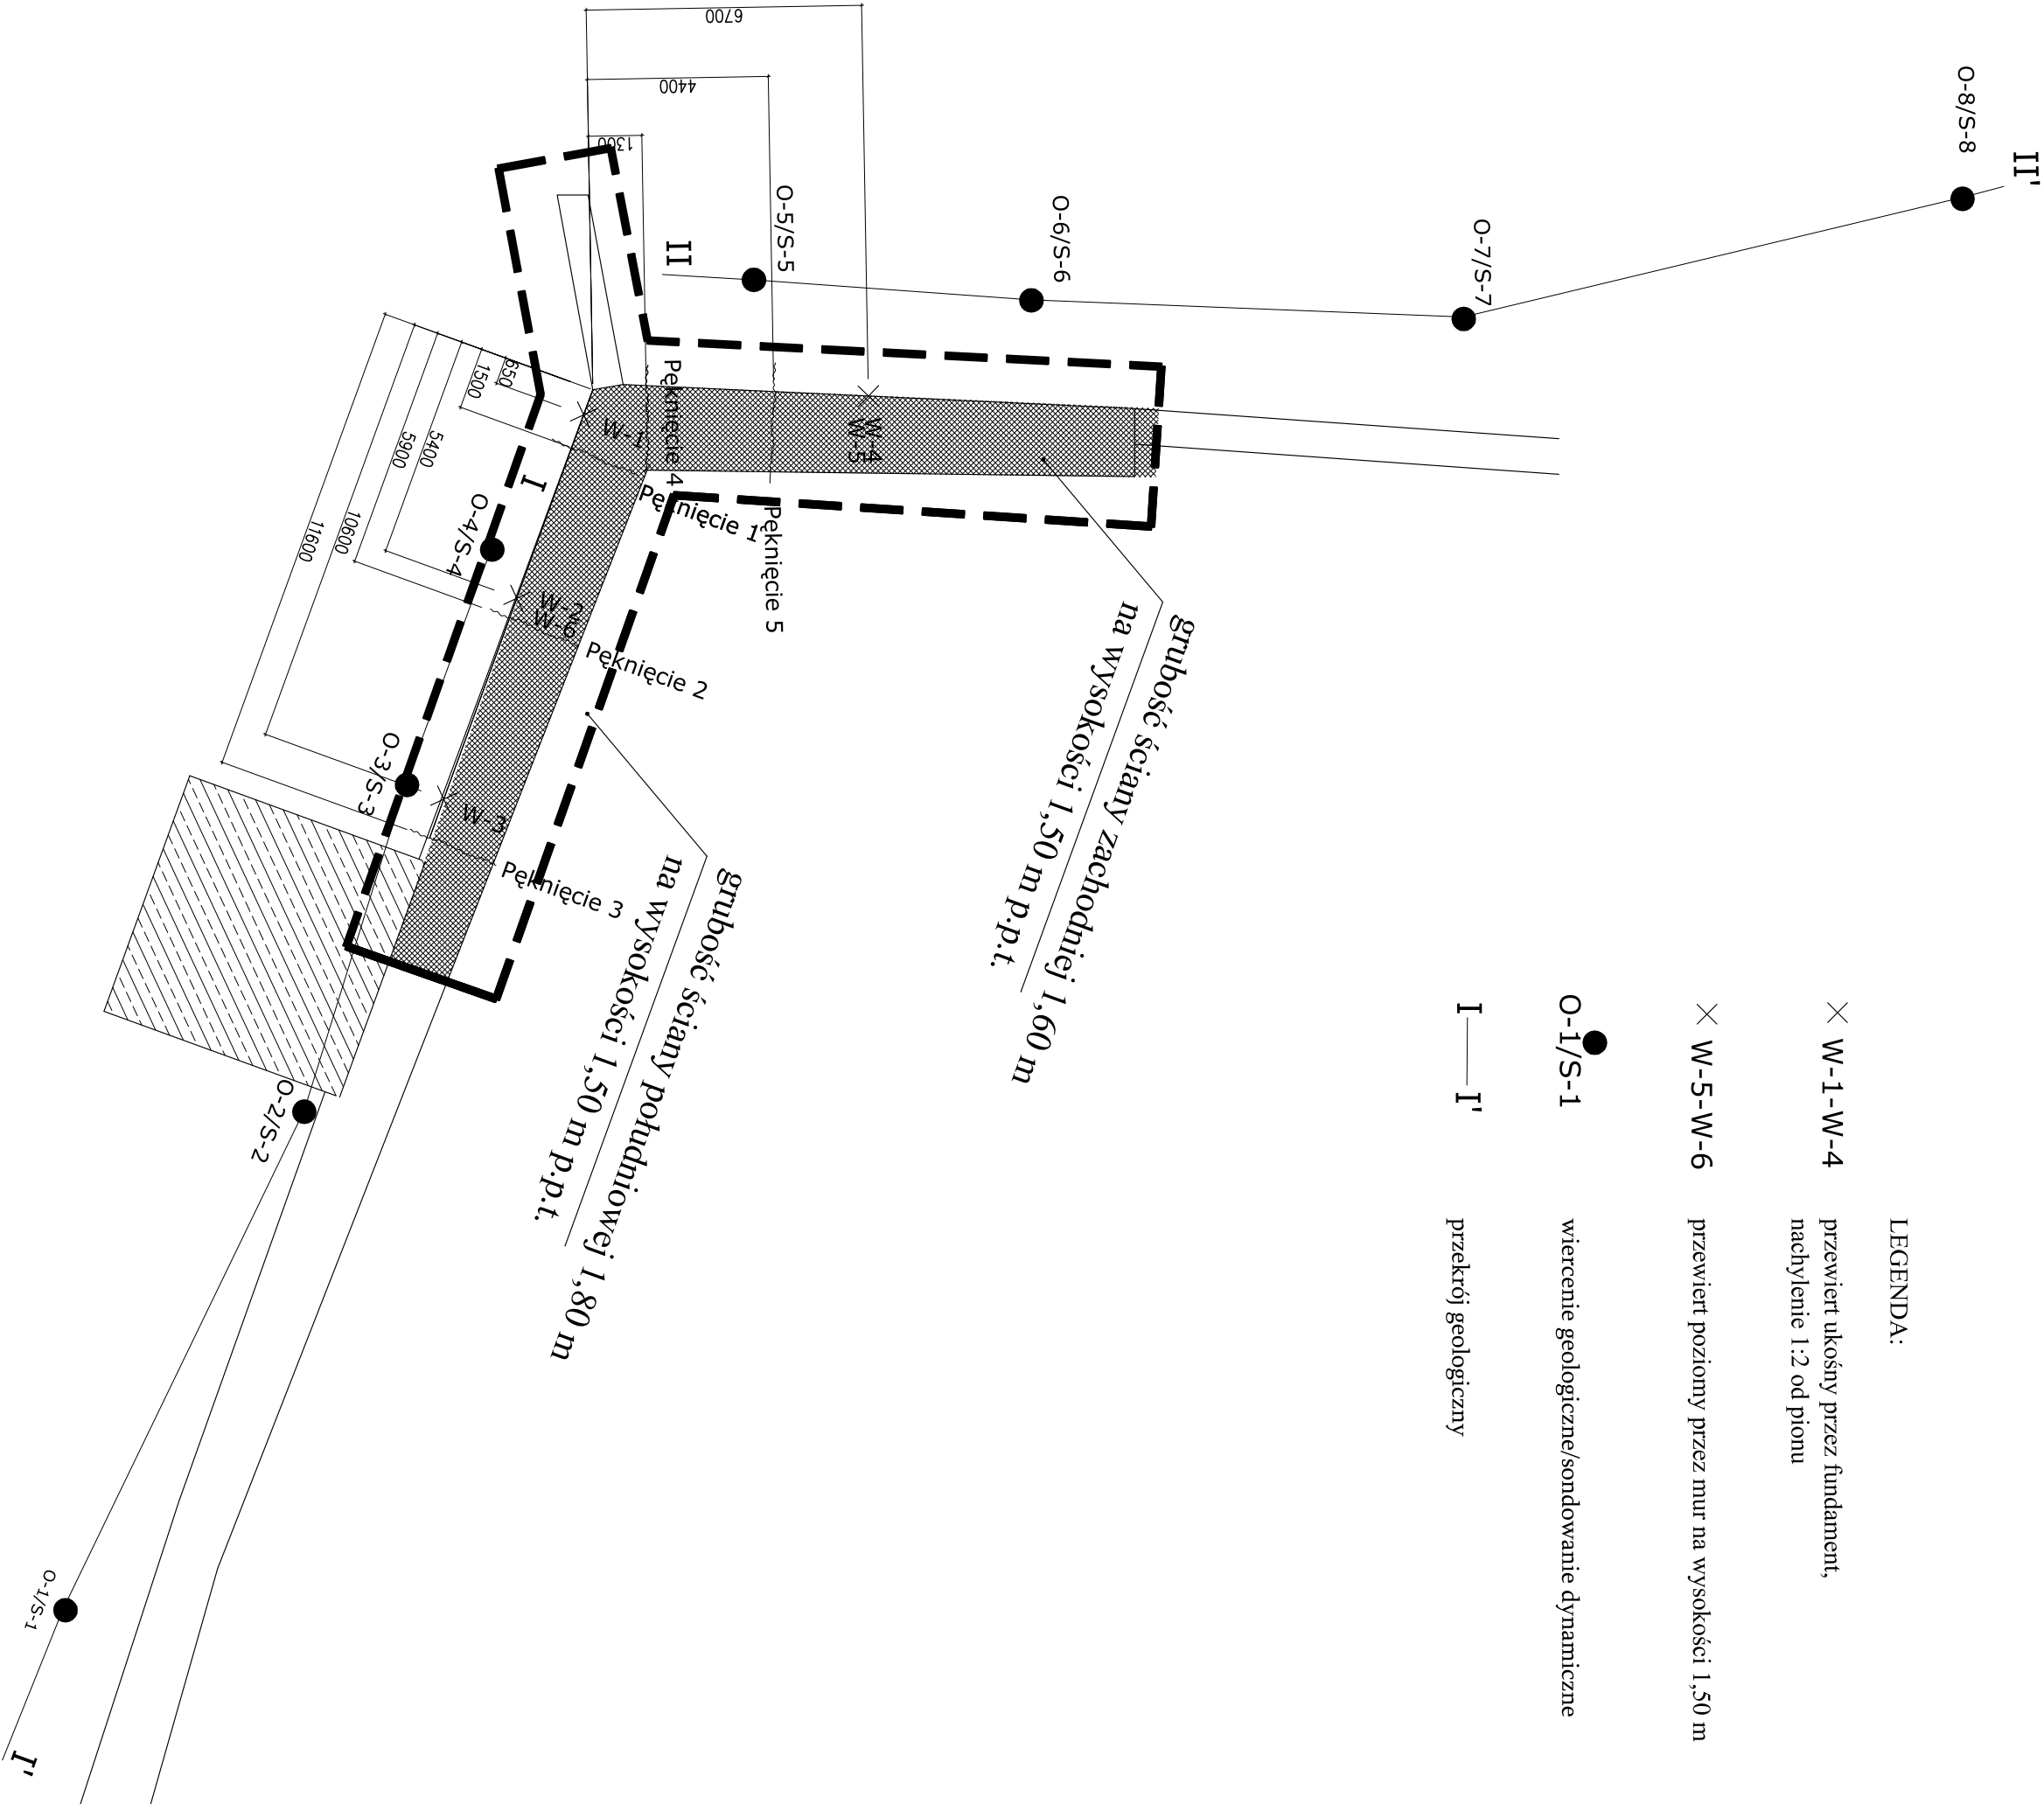 6700
4400
1300
O-8/S-8
II'
O-7/S-7
O-6/S-6
O-5/S-5
II
650
1500
5400
5900
10600
11600
Pęknięcie 4
W-4
W-5
W-1
I
Pęknięcie 1
Pęknięcie 5
O-4/S-4
W-2
W-6
Pęknięcie 2
O-3/S-3
W-3
Pęknięcie 3
grubość ściany zachodniej 1,60 m
na wysokości 1,50 m p.p.t.
grubość ściany południowej 1,80 m
na wysokości 1,50 m p.p.t.
O-2/S-2
O-1/S-1
I'
LEGENDA:
W-1-W-4 przewiert ukośny przez fundament,
nachylenie 1:2 od pionu
W-5-W-6 przewiert poziomy przez mur na wysokości 1,50 m
O-1/S-1 wiercenie geologiczne/sondowanie dynamiczne
I I' przekrój geologiczny